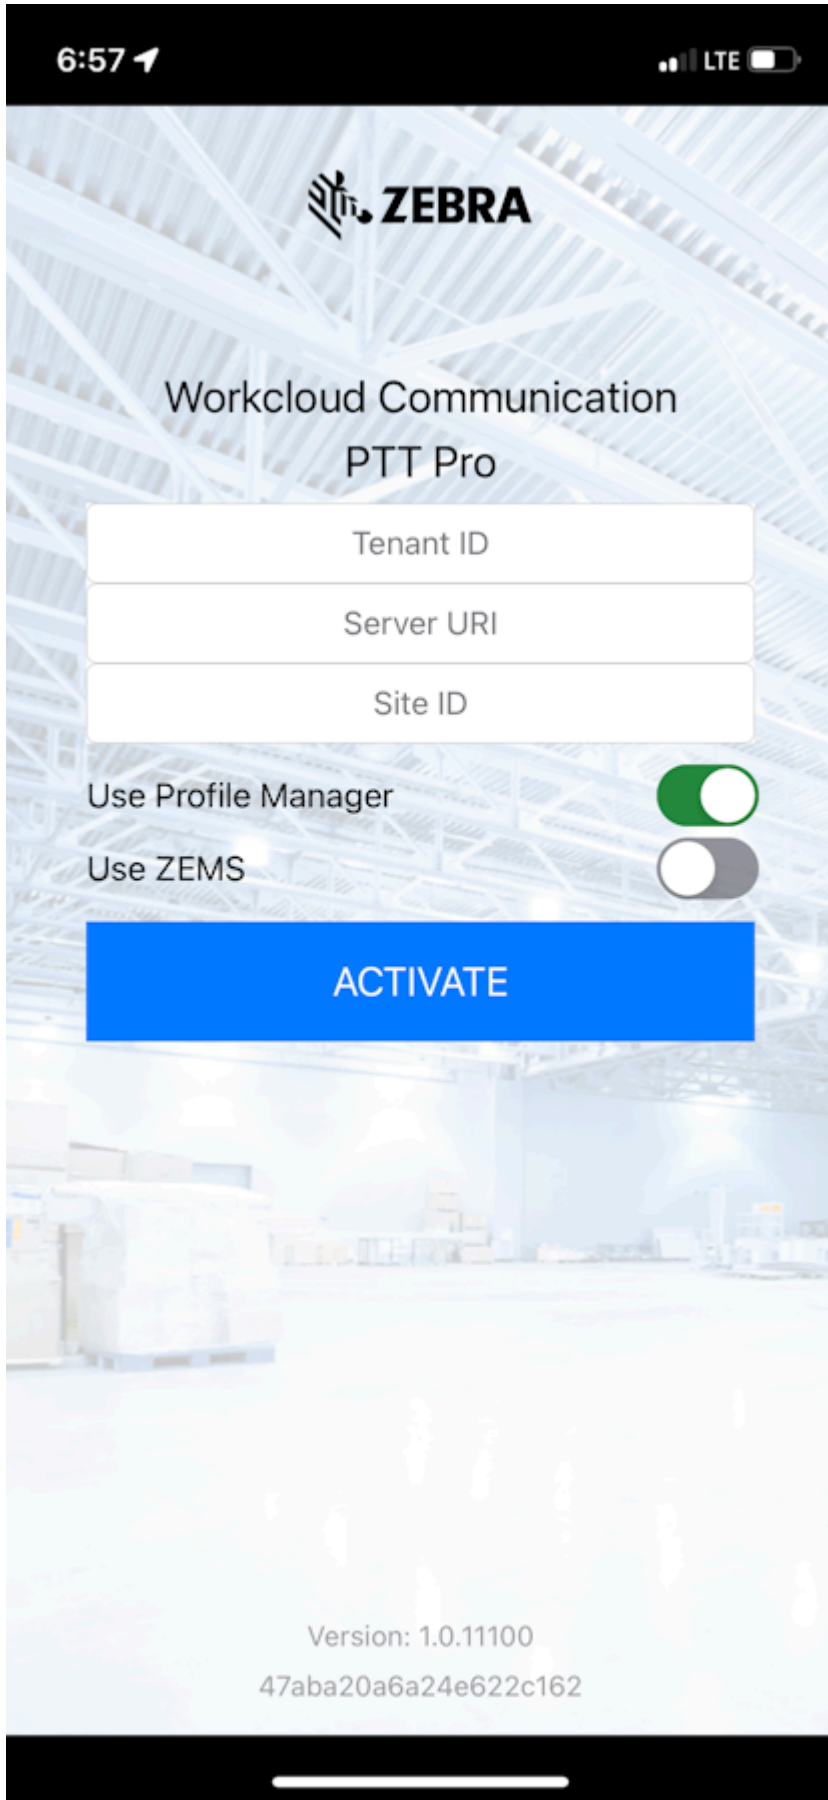 6:57
LTE
ZEBRA
Workcloud Communication
PTT Pro
Tenant ID
Server URI
Site ID
Use Profile Manager
Use ZEMS
ACTIVATE
Version: 1.0.11100
47aba20a6a24e622c162